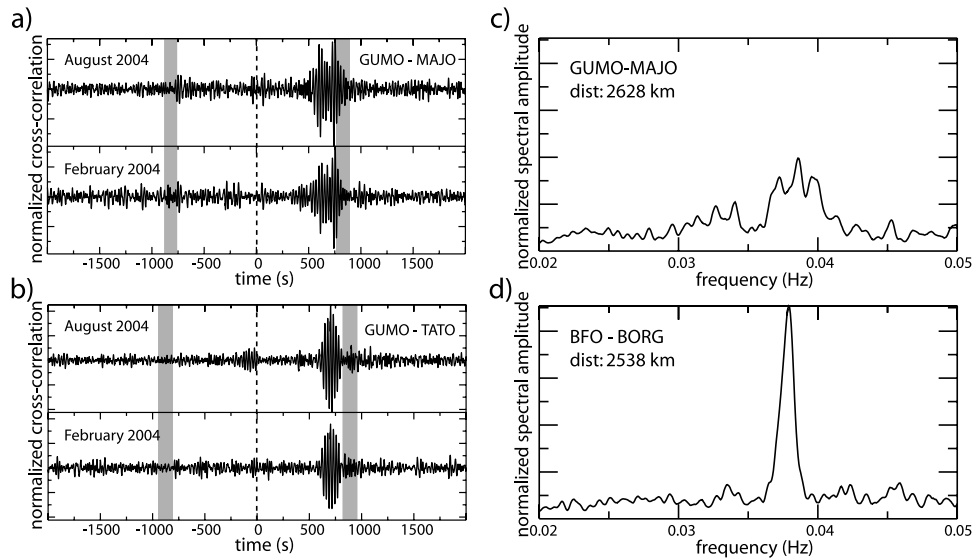 a)
normalized cross-correlation
August 2004
GUMO - MAJO
February 2004
-1500 -1000 -500 0 500 1000 1500
time (s)
b)
normalized cross-correlation
August 2004
GUMO - TATO
February 2004
-1500 -1000 -500 0 500 1000 1500
time (s)
c)
normalized spectral amplitude
GUMO-MAJO
dist: 2628 km
0.02 0.03 0.04 0.05
frequency (Hz)
d)
normalized spectral amplitude
BFO - BORG
dist: 2538 km
0.02 0.03 0.04 0.05
frequency (Hz)